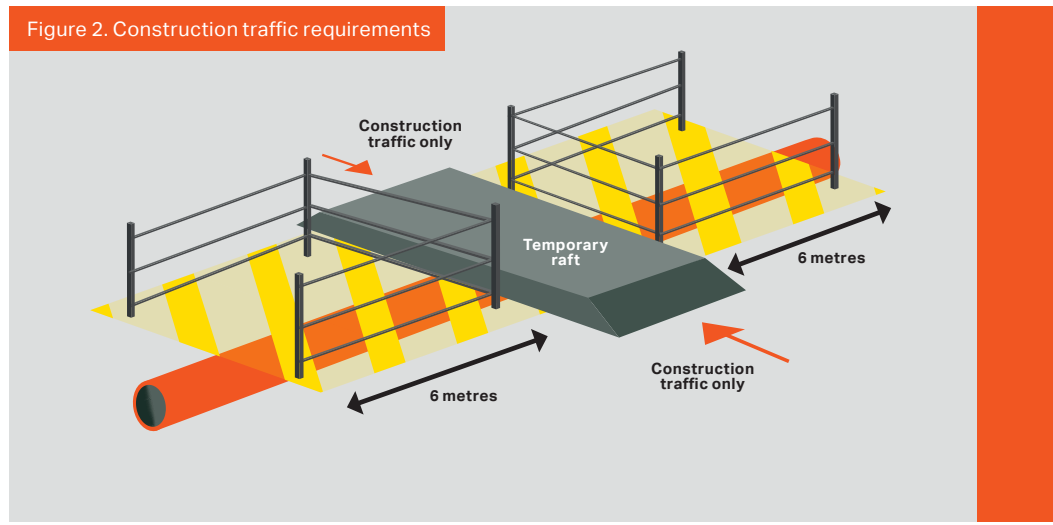 Figure 2. Construction traffic requirements
Construction
traffic only
Temporary
raft
6 metres
Construction
traffic only
6 metres